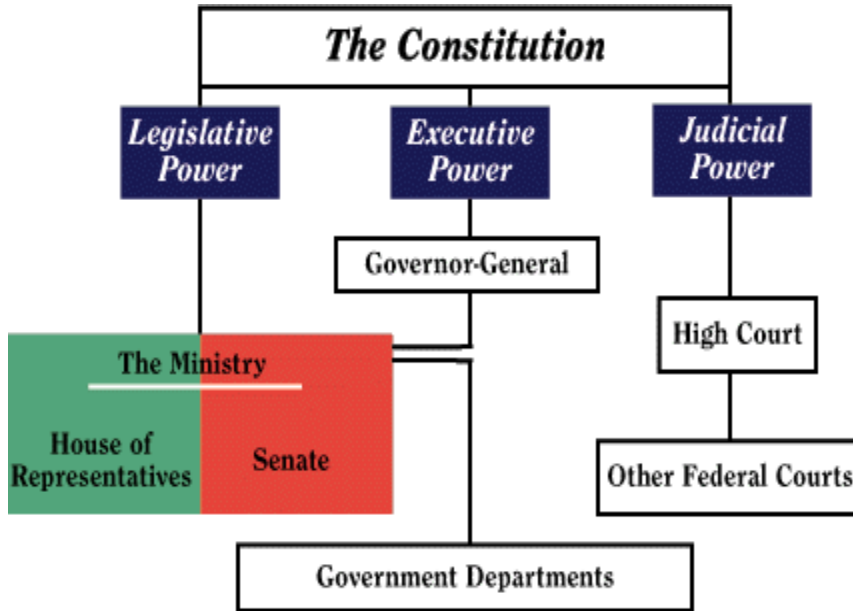 The Constitution
Legislative
Power
Executive
Power
Judicial
Power
Governor-General
High Court
The Ministry
House of
Representatives
Senate
Other Federal Courts
Government Departments